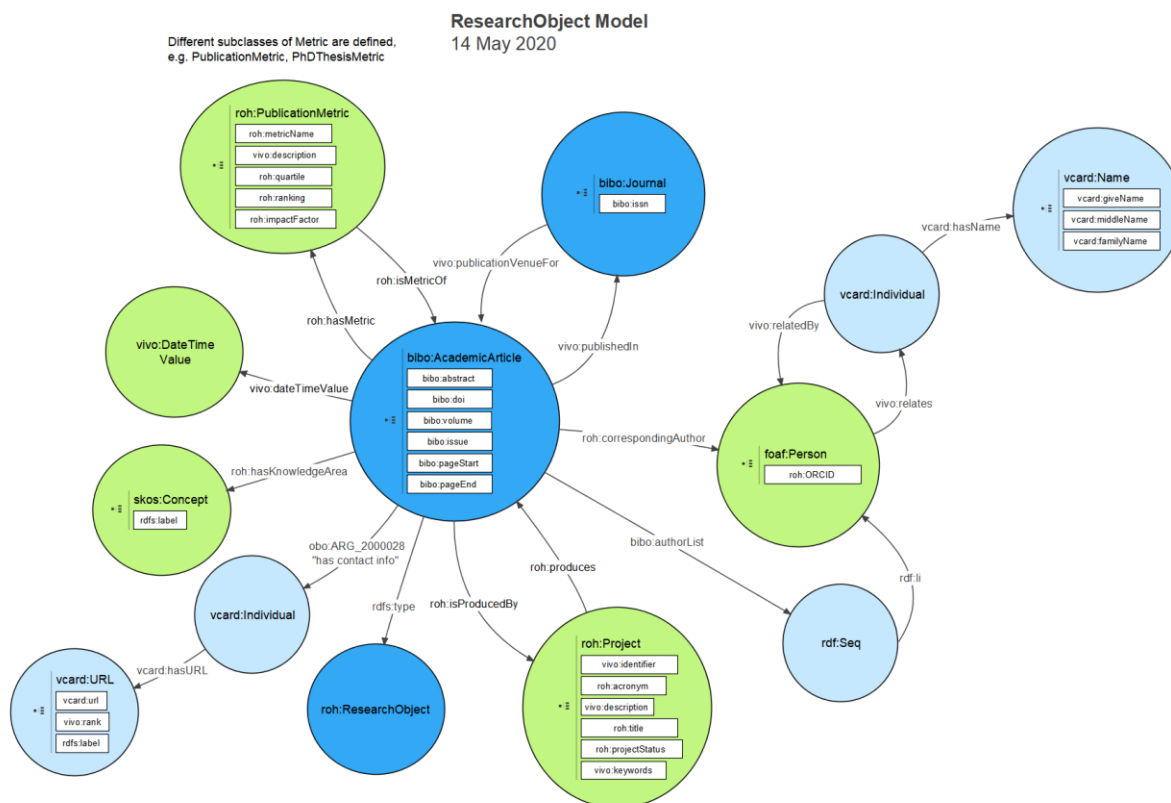 ResearchObject Model
14 May 2020
Different subclasses of Metric are defined,
e.g. PublicationMetric, PhDThesisMetric
roh:PublicationMetric
roh:metricName
vivo:description
roh:quartile
roh:ranking
roh:impactFactor
bibo:Journal
bibo:issn
vcard:Name
vcard:giveName
vcard:middleName
vcard:familyName
vcard:hasName
vivo:publicationVenueFor
roh:isMetricOf
vcard:Individual
roh:hasMetric
vivo:relatedBy
vivo:DateTime
Value
vivo:publishedIn
bibo:AcademicArticle
bibo:abstract
bibo:doi
bibo:volume
bibo:issue
bibo:pageStart
bibo:pageEnd
vivo:dateTimeValue
vivo:relates
roh:correspondingAuthor
foaf:Person
roh:ORCID
roh:hasKnowledgeArea
skos:Concept
rdfs:label
obo:ARG_2000028
"has contact info"
bibo:authorList
roh:produces
rdf:li
rdfs:type
roh:isProducedBy
vcard:Individual
rdf:Seq
vcard:hasURL
vcard:URL
vcard:url
vivo:rank
rdfs:label
roh:ResearchObject
roh:Project
vivo:identifier
roh:acronym
vivo:description
roh:title
roh:projectStatus
vivo:keywords